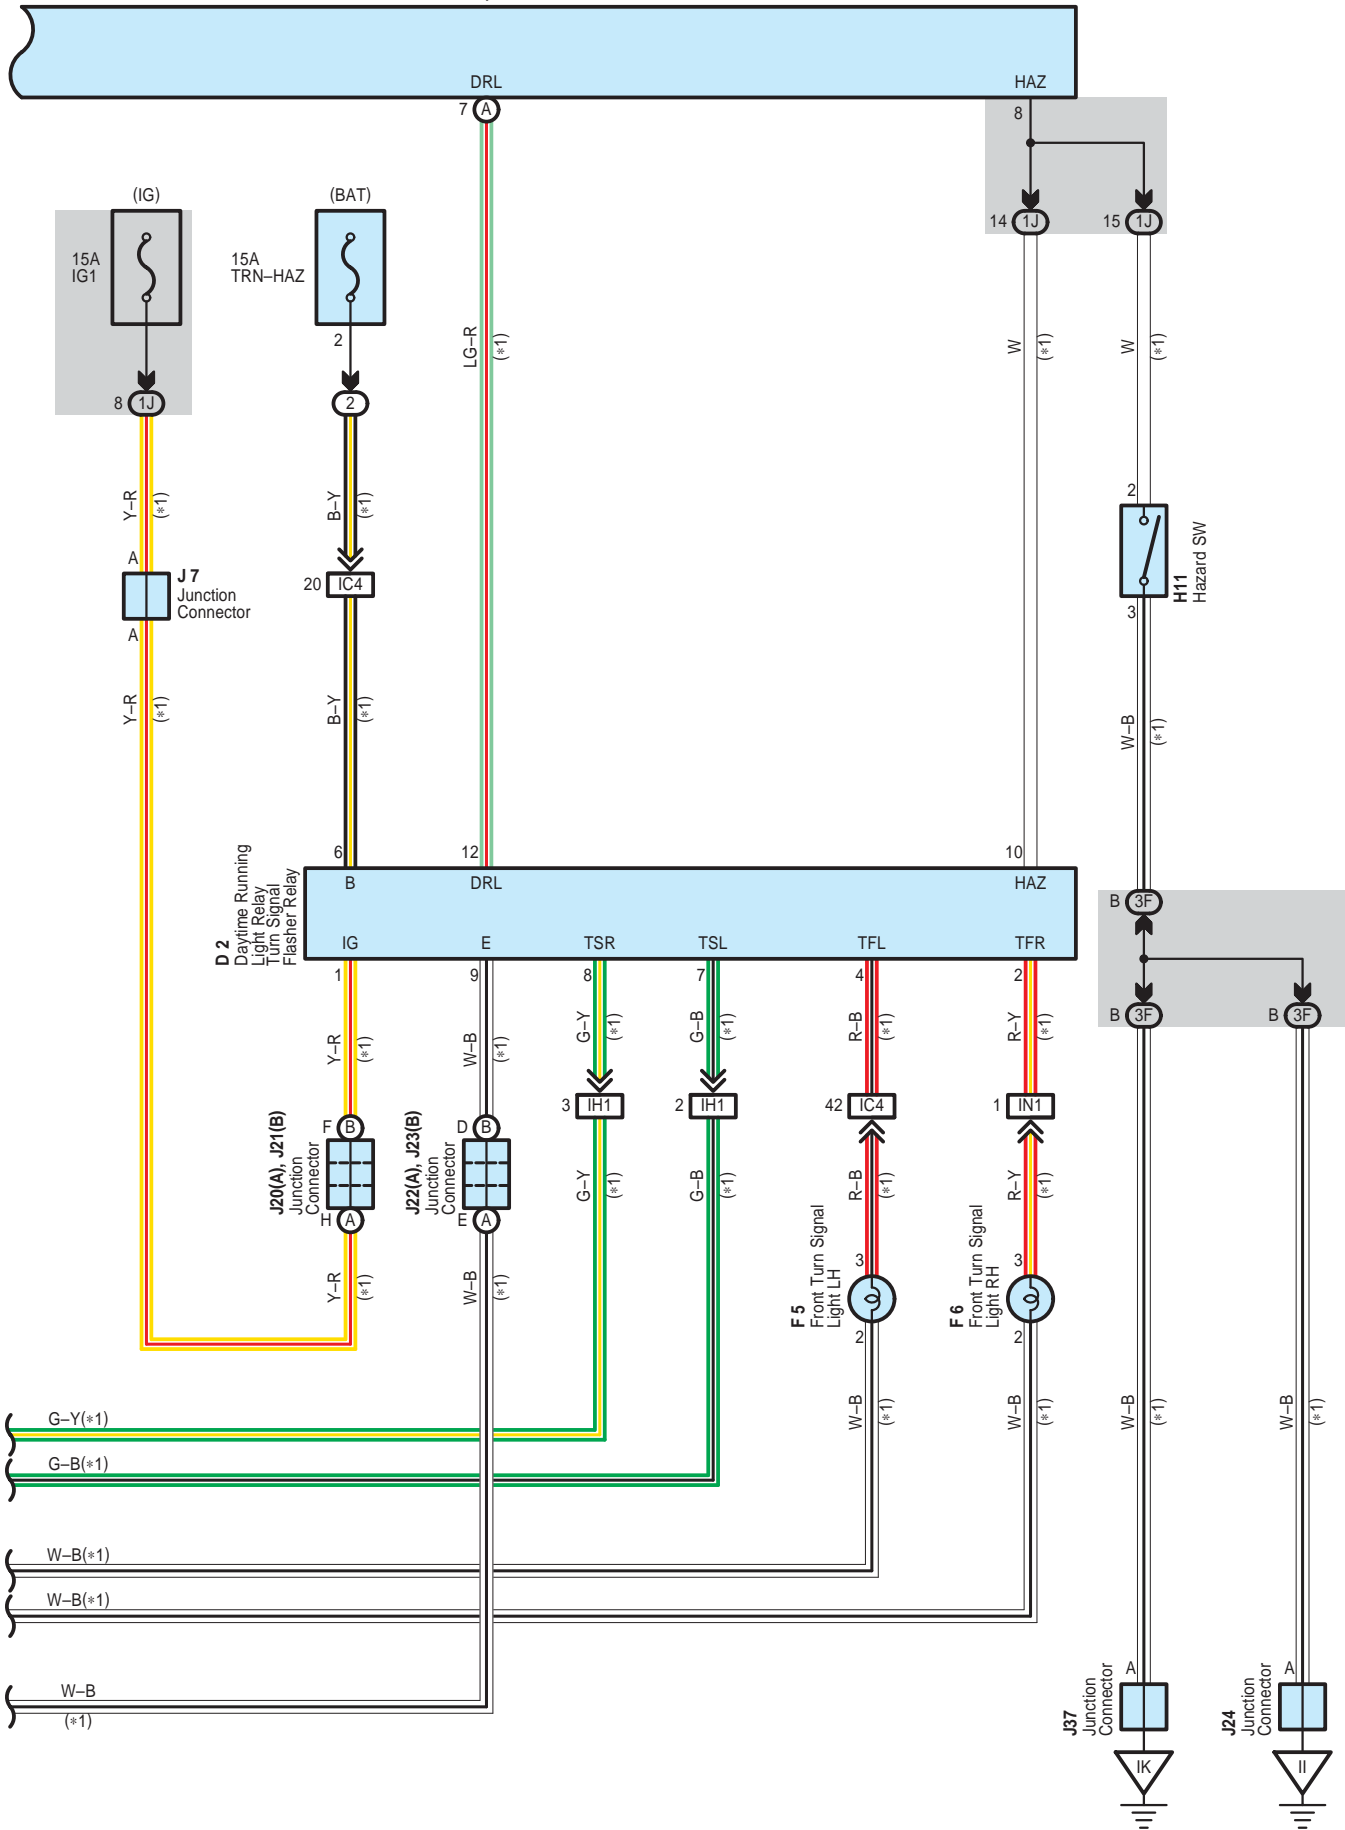 DRL
HAZ
7 A
8
(IG)
(BAT)
14 1J
15 1J
15A
IG1
15A
TRN–HAZ
2
LG–R
(∗1)
W
(∗1)
W
(∗1)
8 1J
2
Y–R
(∗1)
B–Y
(∗1)
2
A
J 7
Junction
Connector
A
20 IC4
H11
Hazard SW
3
Y–R
(∗1)
B–Y
(∗1)
W–B
(∗1)
6
12
10
D 2
Daytime Running
Light Relay
Turn Signal
Flasher Relay
B
DRL
HAZ
B 3F
IG
E
TSR
TSL
TFL
TFR
1
9
8
7
4
2
B 3F
B 3F
Y–R
(∗1)
W–B
(∗1)
G–Y
(∗1)
G–B
(∗1)
R–B
(∗1)
R–Y
(∗1)
3 IH1
2 IH1
42 IC4
1 IN1
F B
D B
J20(A), J21(B)
Junction
Connector
J22(A), J23(B)
Junction
Connector
G–Y
(∗1)
G–B
(∗1)
R–B
(∗1)
R–Y
(∗1)
H A
E A
Y–R
(∗1)
W–B
(∗1)
3
F 5
Front Turn Signal
Light LH
2
3
F 6
Front Turn Signal
Light RH
2
G–Y(∗1)
W–B
(∗1)
W–B
(∗1)
W–B
(∗1)
W–B
(∗1)
G–B(∗1)
W–B(∗1)
W–B(∗1)
W–B
(∗1)
A
J37
Junction
Connector
A
J24
Junction
Connector
IK
II